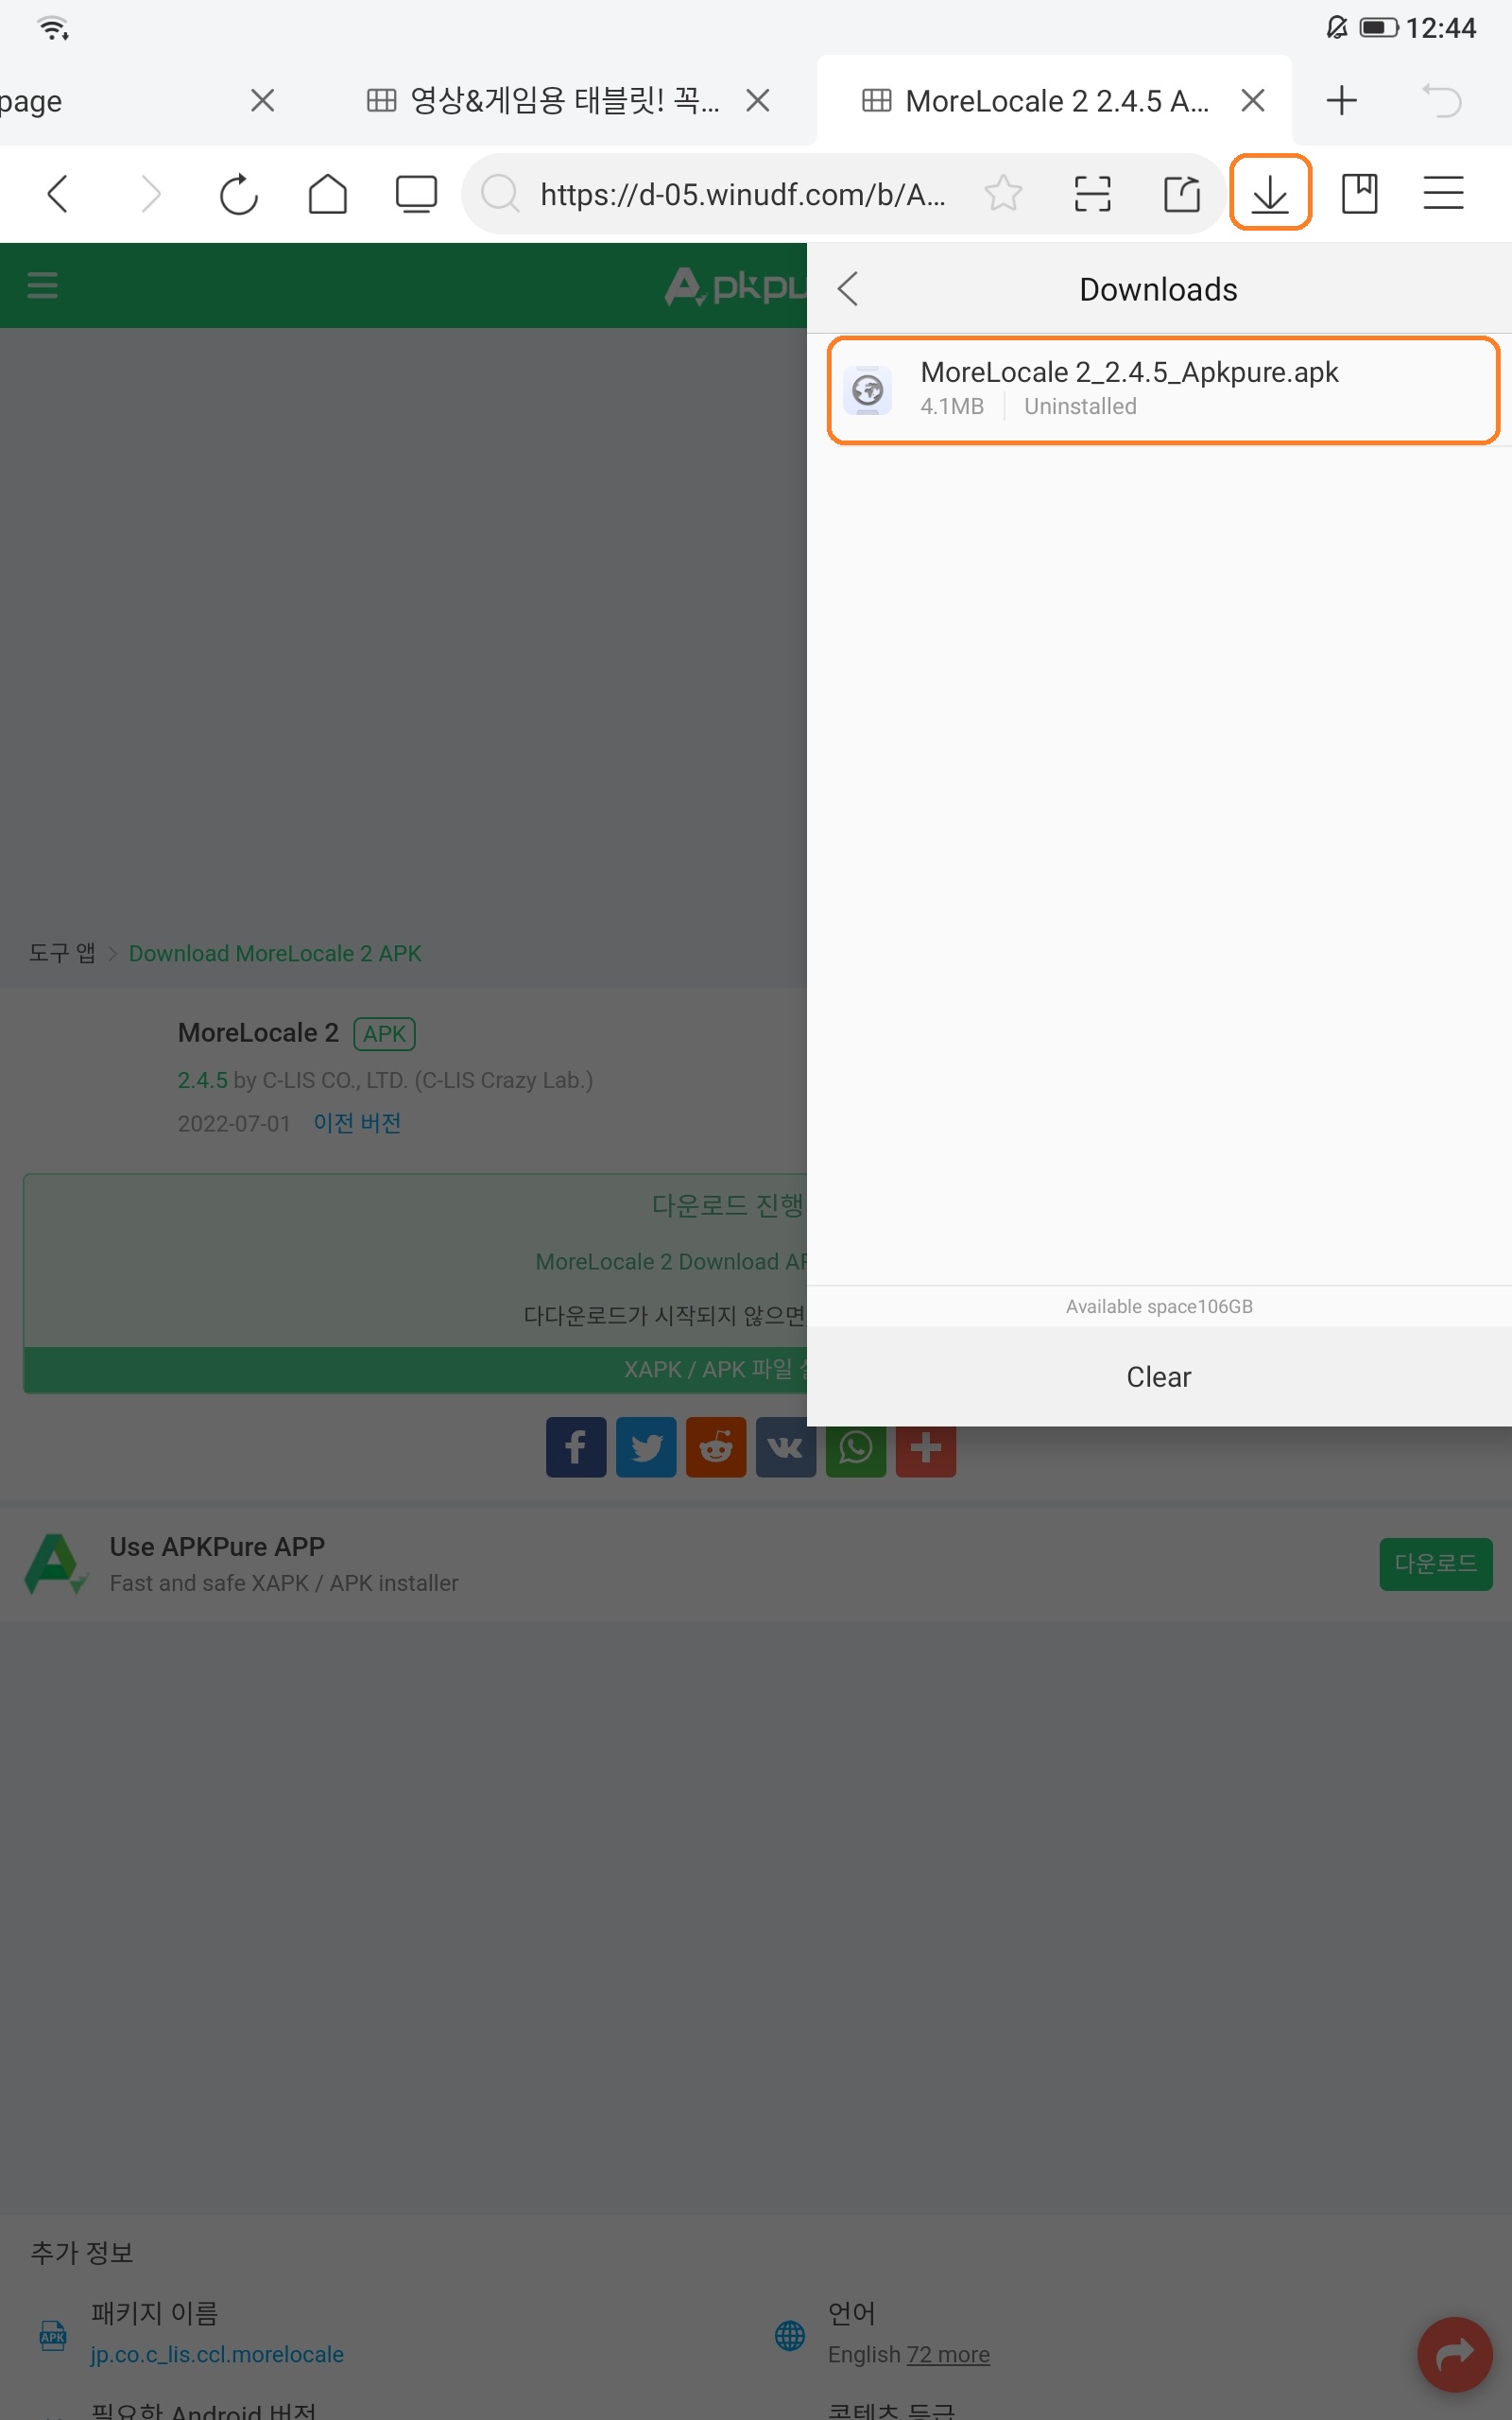 12:44
page
영상&게임용 태블릿! 꼭...
MoreLocale 2 2.4.5 A...
https://d-05.winudf.com/b/A...
Downloads
MoreLocale 2_2.4.5_Apkpure.apk
4.1MB
Uninstalled
Available space106GB
Clear
도구 앱
Download MoreLocale 2 APK
MoreLocale 2
APK
2.4.5 by C-LIS CO., LTD. (C-LIS Crazy Lab.)
2022-07-01
이전 버전
다운로드 진행
MoreLocale 2 Download
다다운로드가 시작되지 않으면
XAPK / APK 파일
Use APKPure APP
Fast and safe XAPK / APK installer
다운로드
추가 정보
패키지 이름
jp.co.c_lis.ccl.morelocale
언어
English 72 more
필요한 Android 버전
콘텐츠 등급